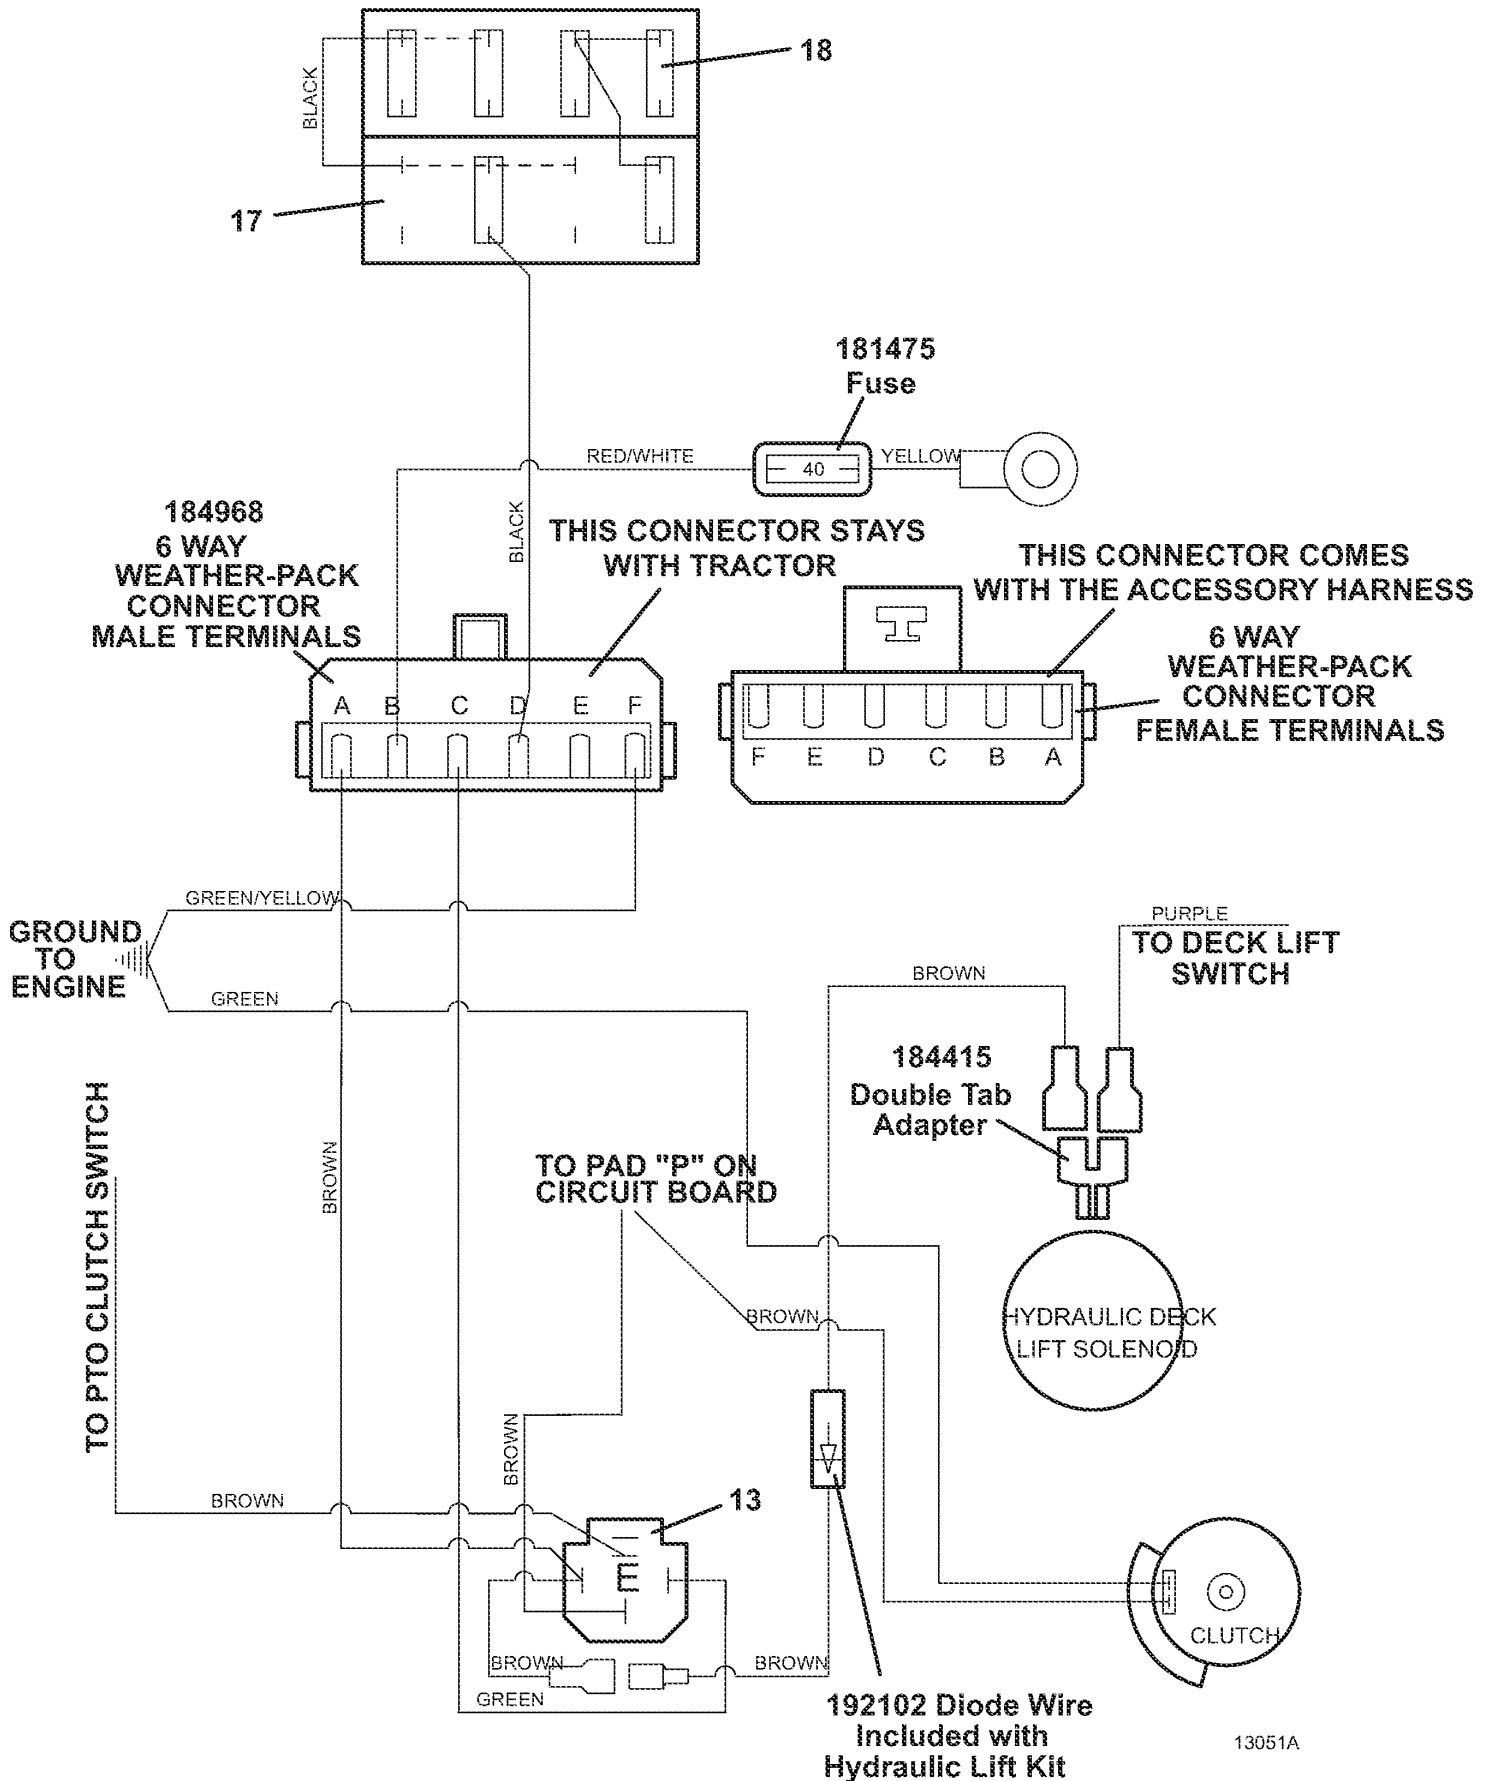 18
BLACK
17
181475
Fuse
RED/WHITE
40
YELLOW
184968
6 WAY
WEATHER-PACK
CONNECTOR
MALE TERMINALS
BLACK
THIS CONNECTOR STAYS
WITH TRACTOR
THIS CONNECTOR COMES
WITH THE ACCESSORY HARNESS
6 WAY
WEATHER-PACK
CONNECTOR
FEMALE TERMINALS
A B C D E F
F E D C B A
GREEN/YELLOW
GROUND
TO
ENGINE
GREEN
PURPLE
TO DECK LIFT
SWITCH
BROWN
184415
Double Tab
Adapter
TO PTO CLUTCH SWITCH
BROWN
TO PAD "P" ON
CIRCUIT BOARD
BROWN
HYDRAULIC DECK
LIFT SOLENOID
BROWN
BROWN
13
E
CLUTCH
BROWN
BROWN
GREEN
192102 Diode Wire
Included with
Hydraulic Lift Kit
13051A